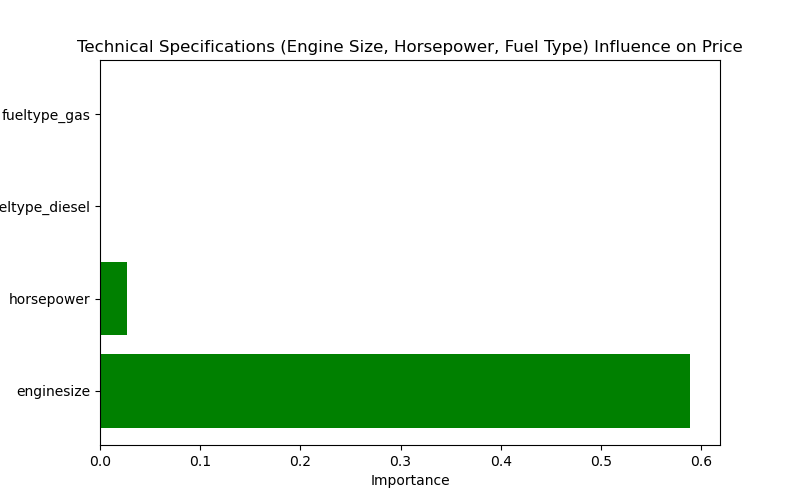 Technical Specifications (Engine Size, Horsepower, Fuel Type) Influence on Price
fueltype_gas
eltype_diesel
horsepower
enginesize
0.0 0.1 0.2 0.3 0.4 0.5 0.6
Importance